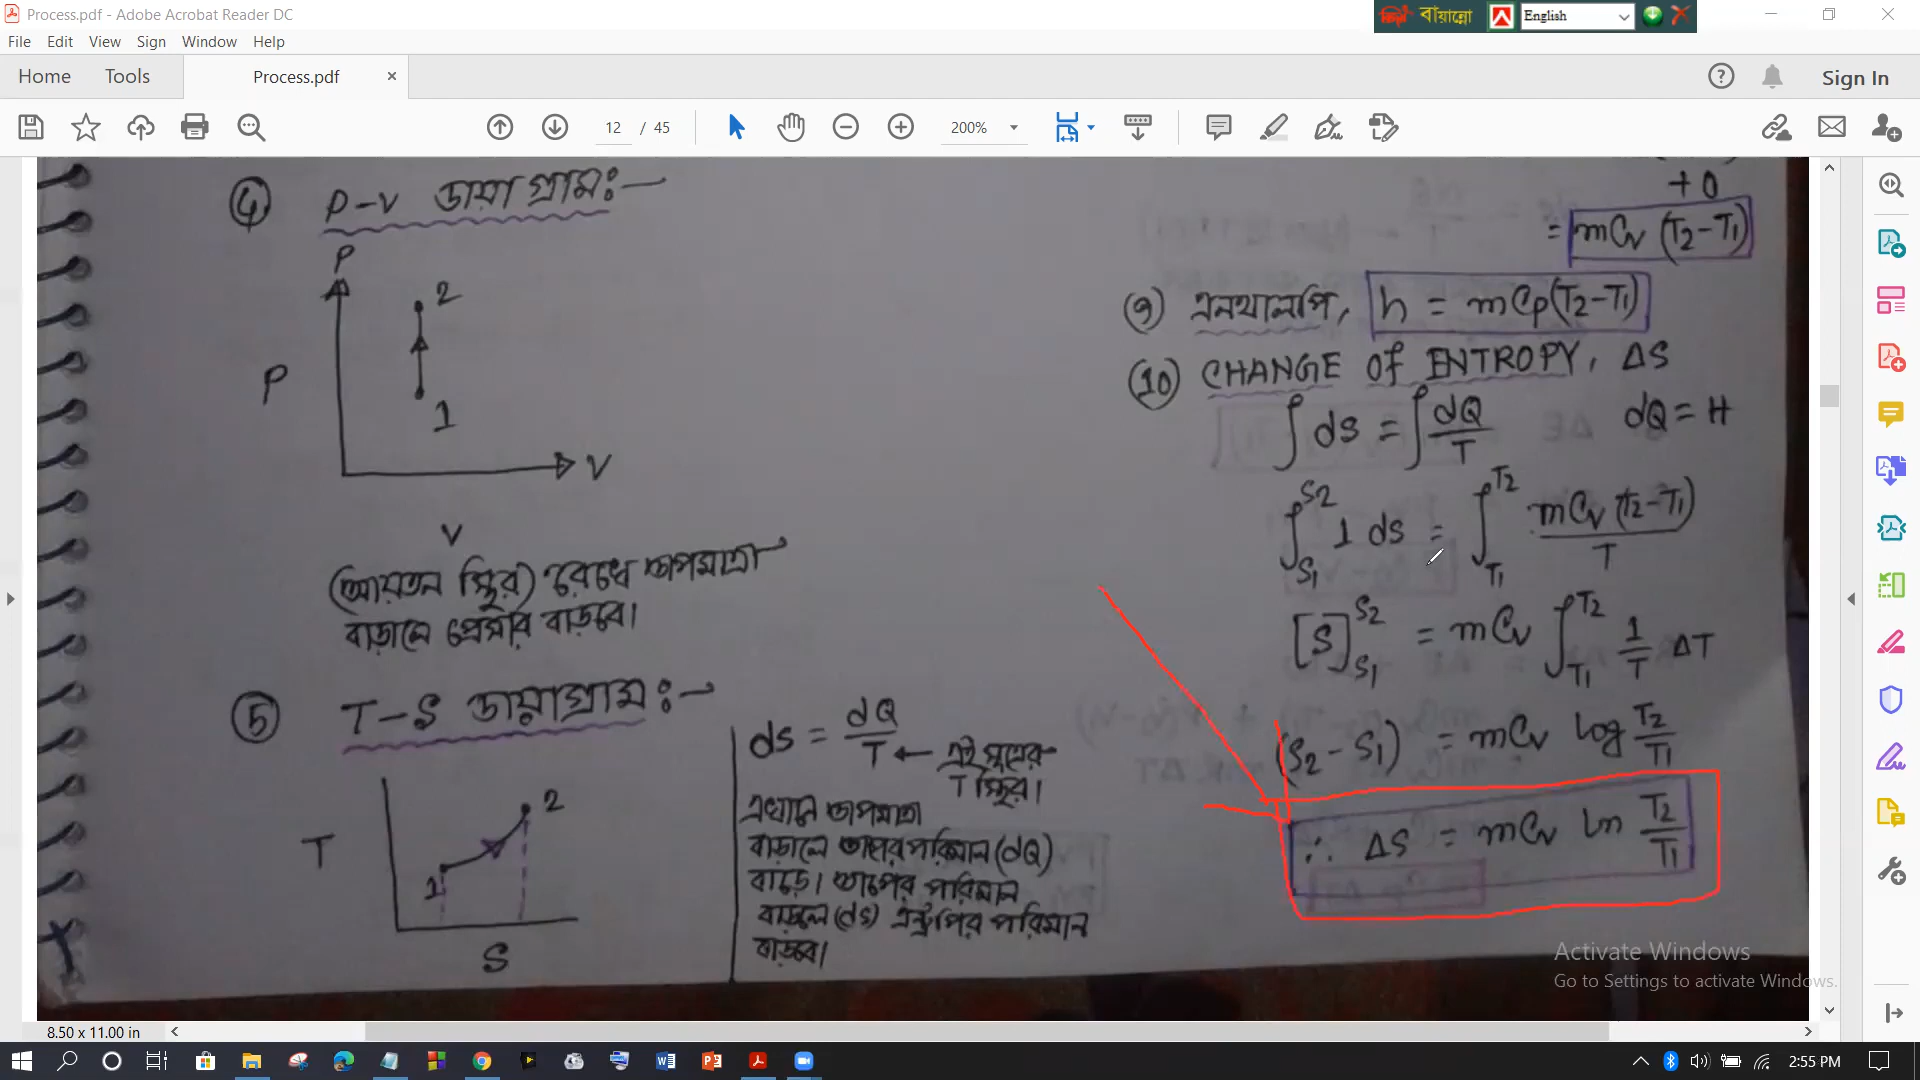 Process.pdf - Adobe Acrobat Reader DC
বায়ান্নো
English
File Edit View Sign Window Help
Home Tools Process.pdf ×
Sign In
12 / 45
200%
④ P-V ডায়াগ্রামঃ-
P
P
2
1
V
V
(আয়তন স্থির) রেখে তাপমাত্রা
বাড়ালে প্রেসার বাড়বে।
⑤ T-S ডায়াগ্রামঃ-
T
1
2
S
ds = dQ/T ← এই সূত্রের
T স্থির।
এখানে তাপমাত্রা
বাড়ালে তাপের পরিমান (dQ)
বাড়ে। তাপের পরিমান
বাড়লে (ds) এন্ট্রপির পরিমান
বাড়বে।
+ 0
= mCv (T2-T1)
(9) এনথালপি, h = mCp(T2-T1)
(10) CHANGE Of ENTROPY, ΔS
∫ ds = ∫ dQ/T dQ = H
∫S1 S2 1 ds = ∫T1 T2 mCv (T2-T1)/T
[S]S1 S2 = mCv ∫T1 T2 1/T ΔT
(S2 - S1) = mCv log T2/T1
∴ ΔS = mCv ln T2/T1
Activate Windows
Go to Settings to activate Windows.
8.50 x 11.00 in
2:55 PM